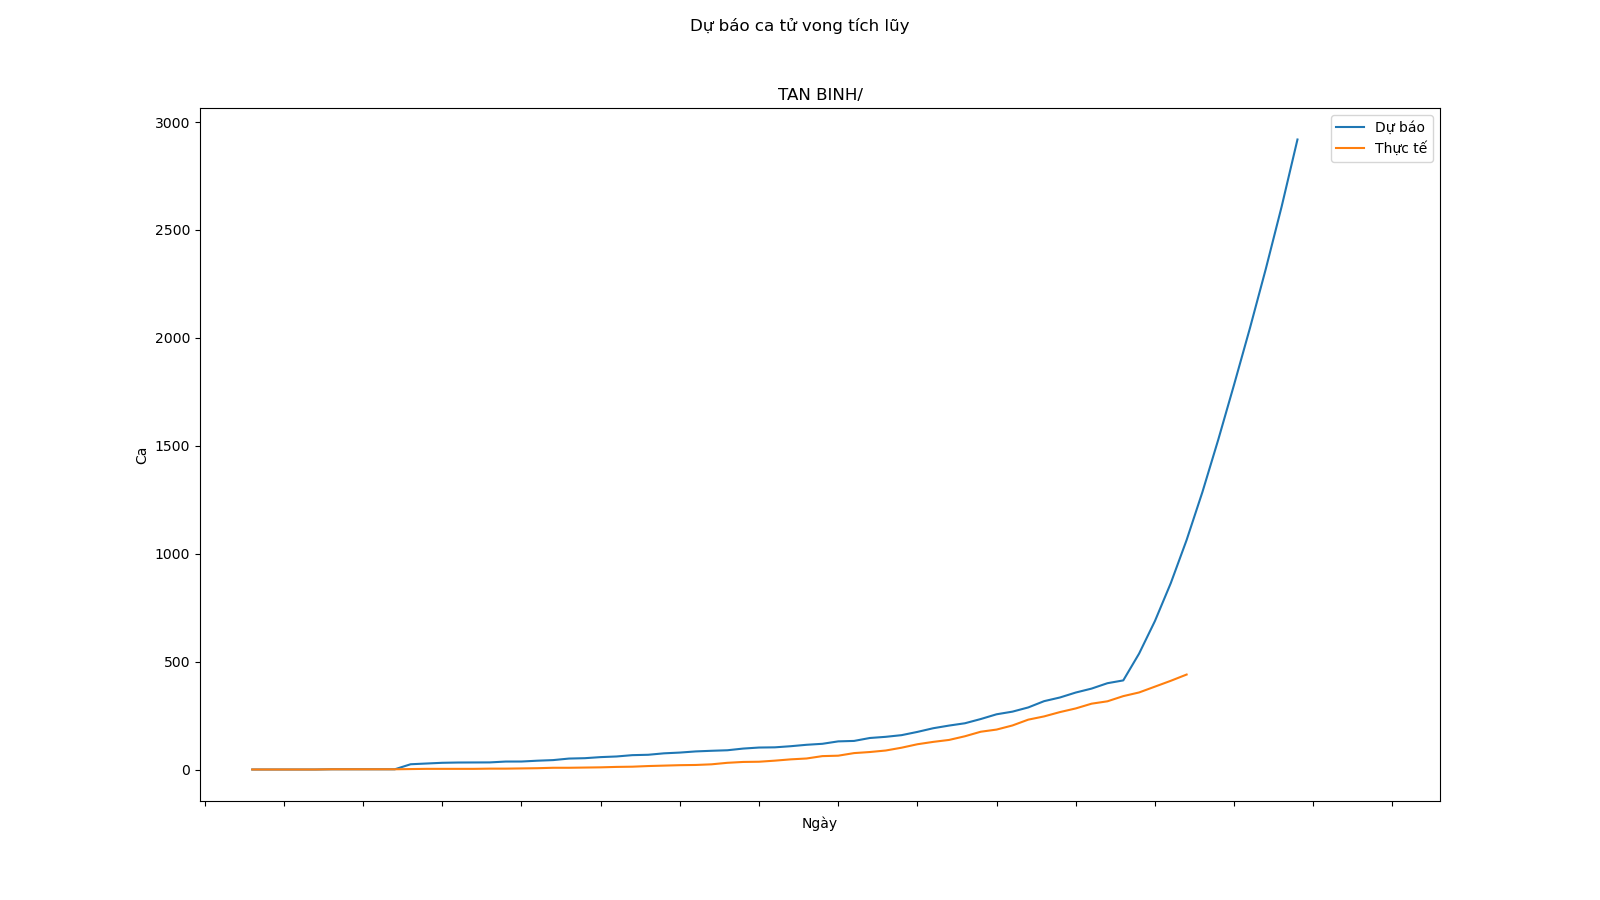 Dự báo ca tử vong tích lũy
TAN BINH/
Dự báo
Thực tế
3000
2500
2000
1500
1000
500
0
Ca
Ngày